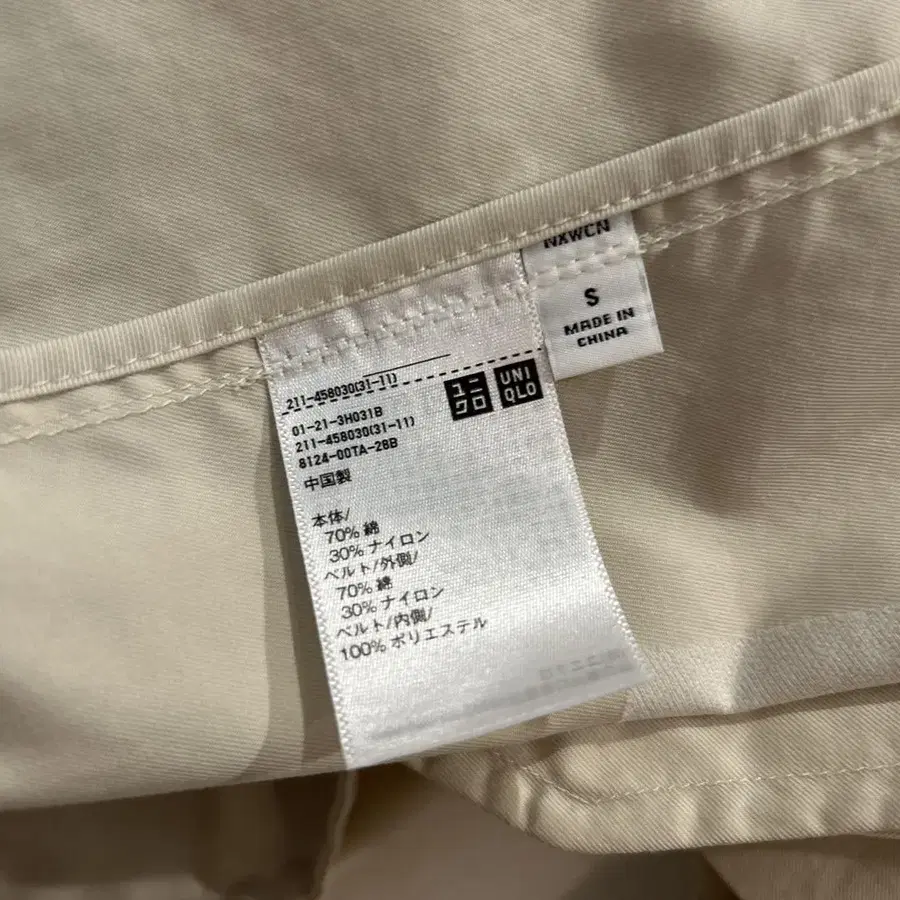 NXWCN
S
MADE IN
CHINA
211-458030(31-11)
ユニ
クロ
UNI
QLO
01-21-3H031B
211-458030(31-11)
8124-00TA-28B
中国製
本体/
70% 綿
30% ナイロン
ベルト/外側/
70% 綿
30% ナイロン
ベルト/内側/
100% ポリエステル